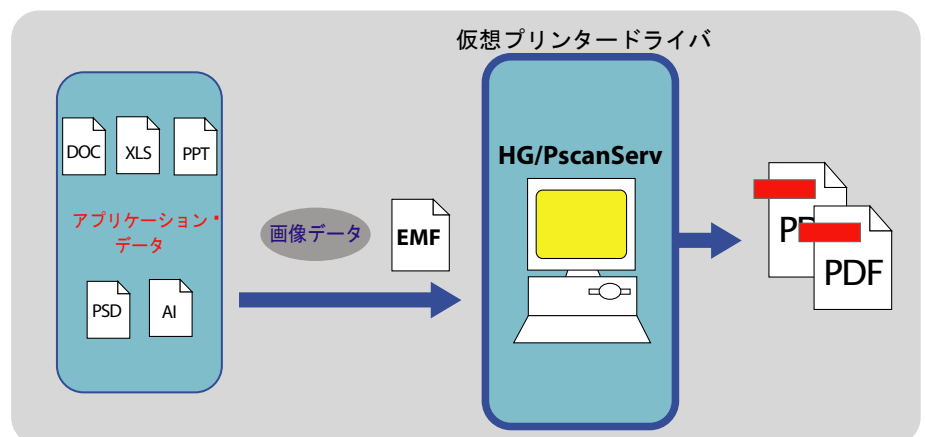 仮想プリンタードライバ
DOC
XLS
PPT
アプリケーション・
データ
PSD
AI
画像データ
EMF
HG/PscanServ
PDF